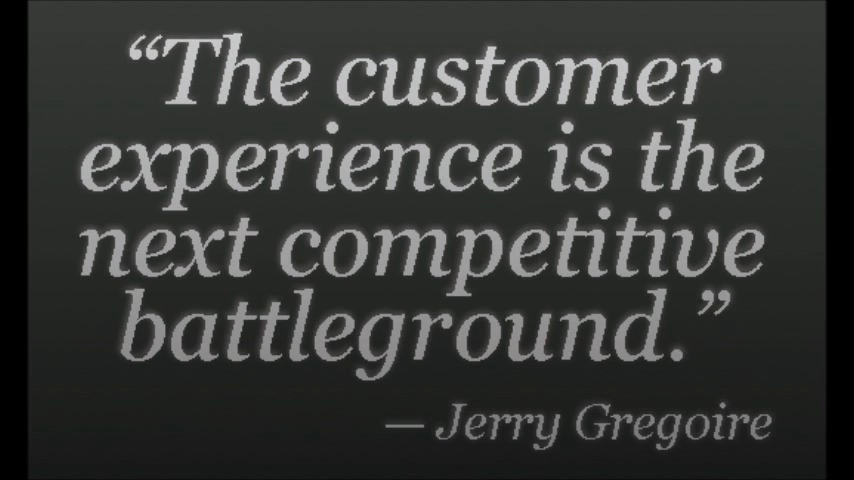 “The customer
experience is the
next competitive
battleground.”
— Jerry Gregoire